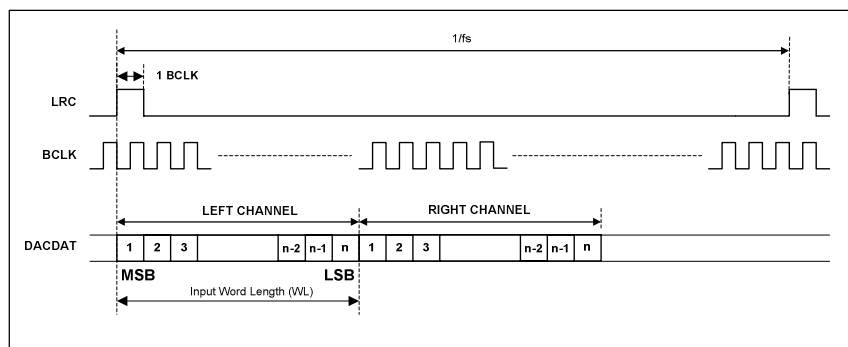 1/fs
1 BCLK
LRC
BCLK
LEFT CHANNEL
RIGHT CHANNEL
DACDAT
1 2 3 n-2 n-1 n 1 2 3 n-2 n-1 n
MSB LSB
Input Word Length (WL)